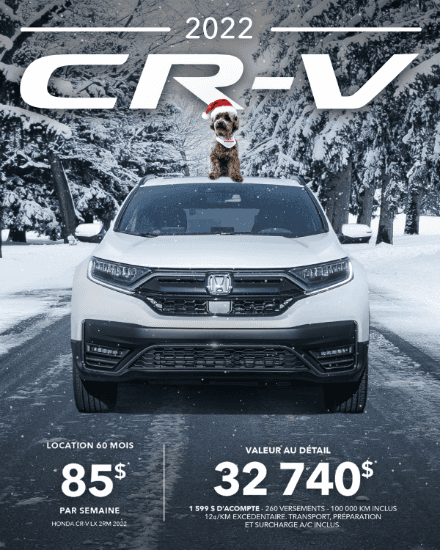 2022
CR-V
LOCATION 60 MOIS
85$*
PAR SEMAINE
HONDA CR-V LX 2RM 2022
VALEUR AU DÉTAIL
32 740$*
1 599 $ D'ACOMPTE - 260 VERSEMENTS - 100 000 KM INCLUS
12¢/KM EXCÉDENTAIRE. TRANSPORT, PRÉPARATION
ET SURCHARGE A/C INCLUS.